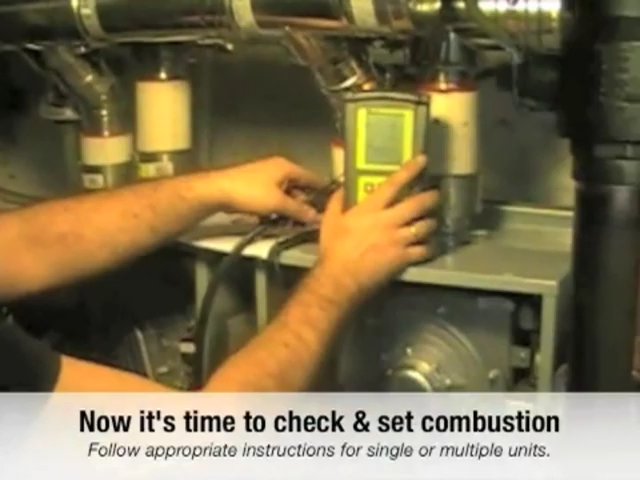 Now it's time to check & set combustion
Follow appropriate instructions for single or multiple units.